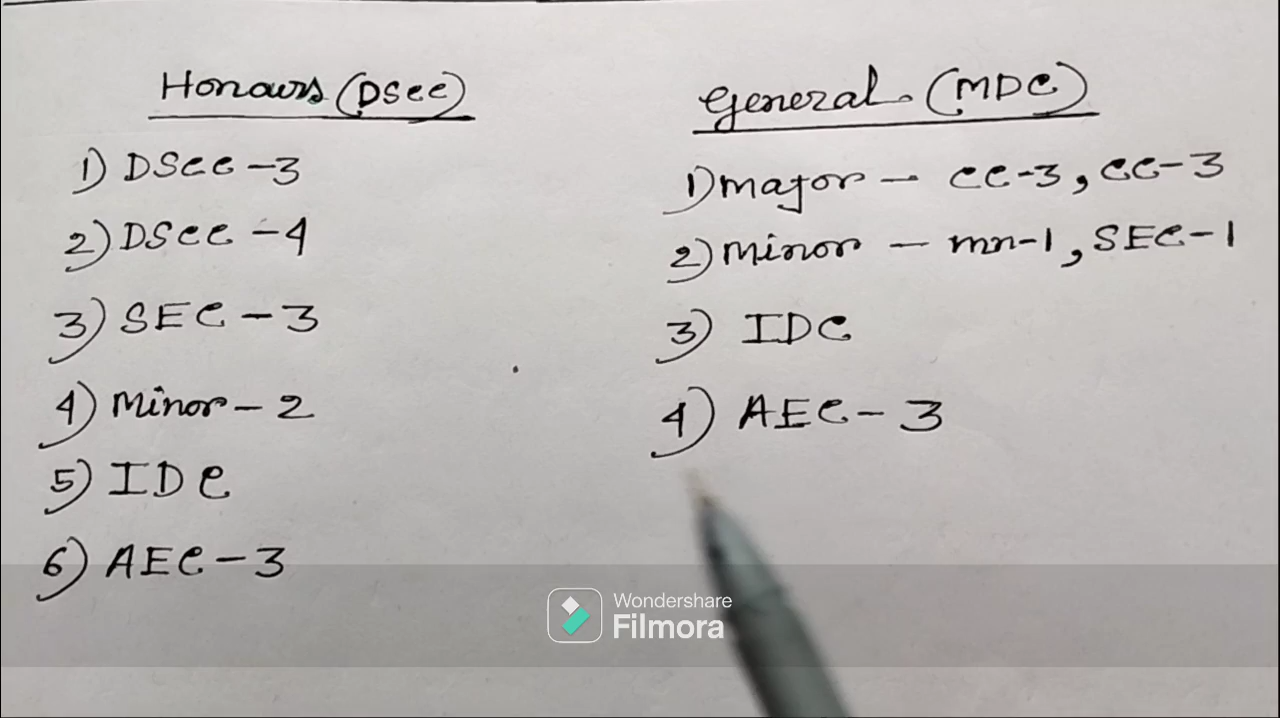 Honours (DSCC)
1) DSCC-3
2) DSCC-4
3) SEC-3
4) Minor-2
5) IDC
6) AEC-3
General (MDC)
1) major - CC-3, CC-3
2) Minor - mn-1, SEC-1
3) IDC
4) AEC-3
Wondershare
Filmora